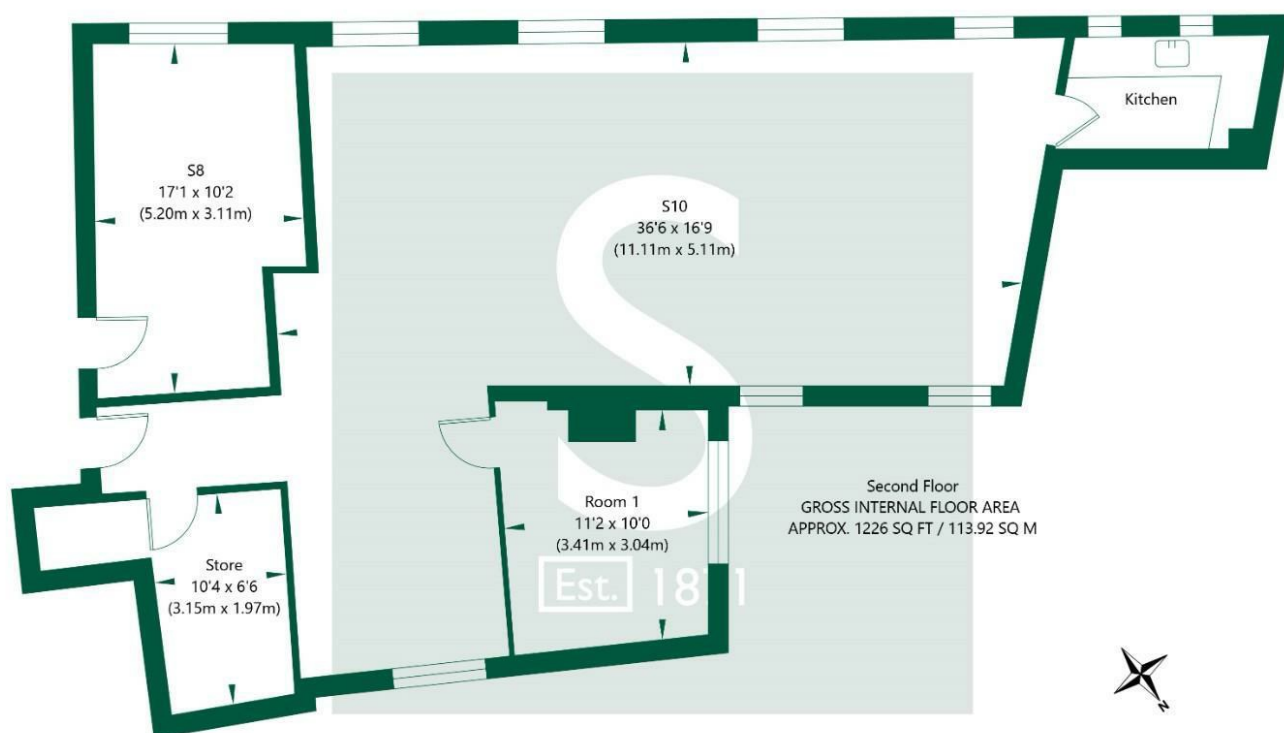 S8
17'1 x 10'2
(5.20m x 3.11m)
S10
36'6 x 16'9
(11.11m x 5.11m)
Kitchen
S
Room 1
11'2 x 10'0
(3.41m x 3.04m)
Second Floor
GROSS INTERNAL FLOOR AREA
APPROX. 1226 SQ FT / 113.92 SQ M
Store
10'4 x 6'6
(3.15m x 1.97m)
Est.
N